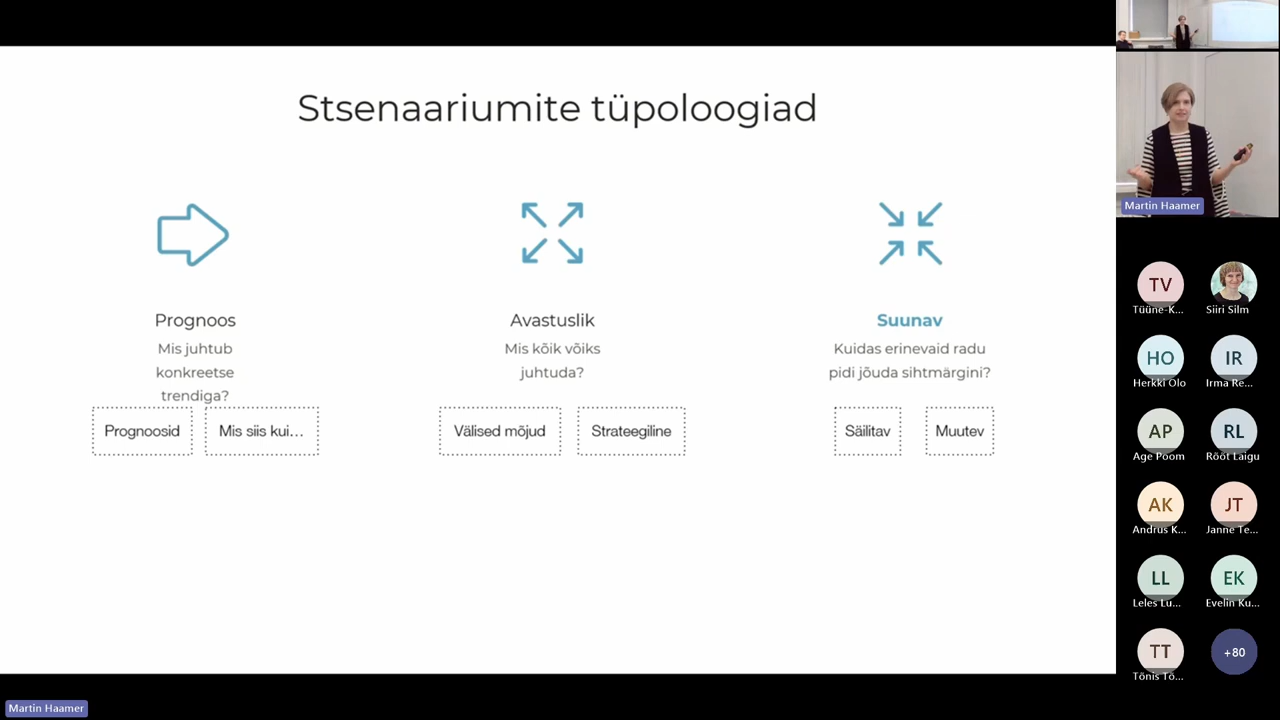 Stsenaariumite tüpoloogiad
Prognoos
Mis juhtub
konkreetse
trendiga?
Prognoosid
Mis siis kui...
Avastuslik
Mis kõik võiks
juhtuda?
Välised mõjud
Strateegiline
Suunav
Kuidas erinevaid radu
pidi jõuda sihtmärgini?
Säilitav
Muutev
Martin Haamer
TV
Tüüne-K...
Siiri Silm
HO
Herkki Olo
IR
Irma Re...
AP
Age Poom
RL
Rööt Laigu
AK
Andrus K...
JT
Janne Te...
LL
Leles Lu...
EK
Evelin Ku...
TT
Tõnis Tõ...
+80
Martin Haamer